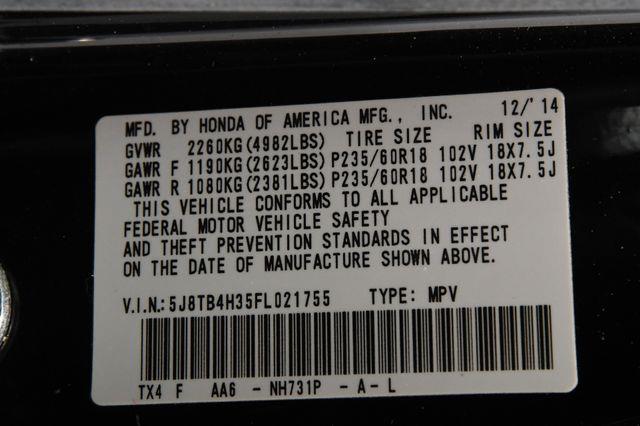 MFD. BY HONDA OF AMERICA MFG., INC. 12/'14
GVWR 2260KG(4982LBS) TIRE SIZE RIM SIZE
GAWR F 1190KG(2623LBS) P235/60R18 102V 18X7.5J
GAWR R 1080KG(2381LBS) P235/60R18 102V 18X7.5J
THIS VEHICLE CONFORMS TO ALL APPLICABLE
FEDERAL MOTOR VEHICLE SAFETY
AND THEFT PREVENTION STANDARDS IN EFFECT
ON THE DATE OF MANUFACTURE SHOWN ABOVE.
V.I.N.:5J8TB4H35FL021755 TYPE: MPV
TX4 F AA6 - NH731P - A - L